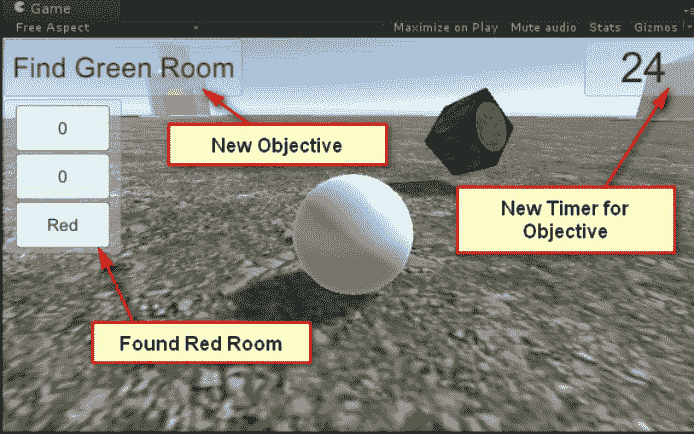 Game
Free Aspect
Maximize on Play Mute audio Stats Gizmos
Find Green Room
24
0
0
Red
New Objective
New Timer for
Objective
Found Red Room